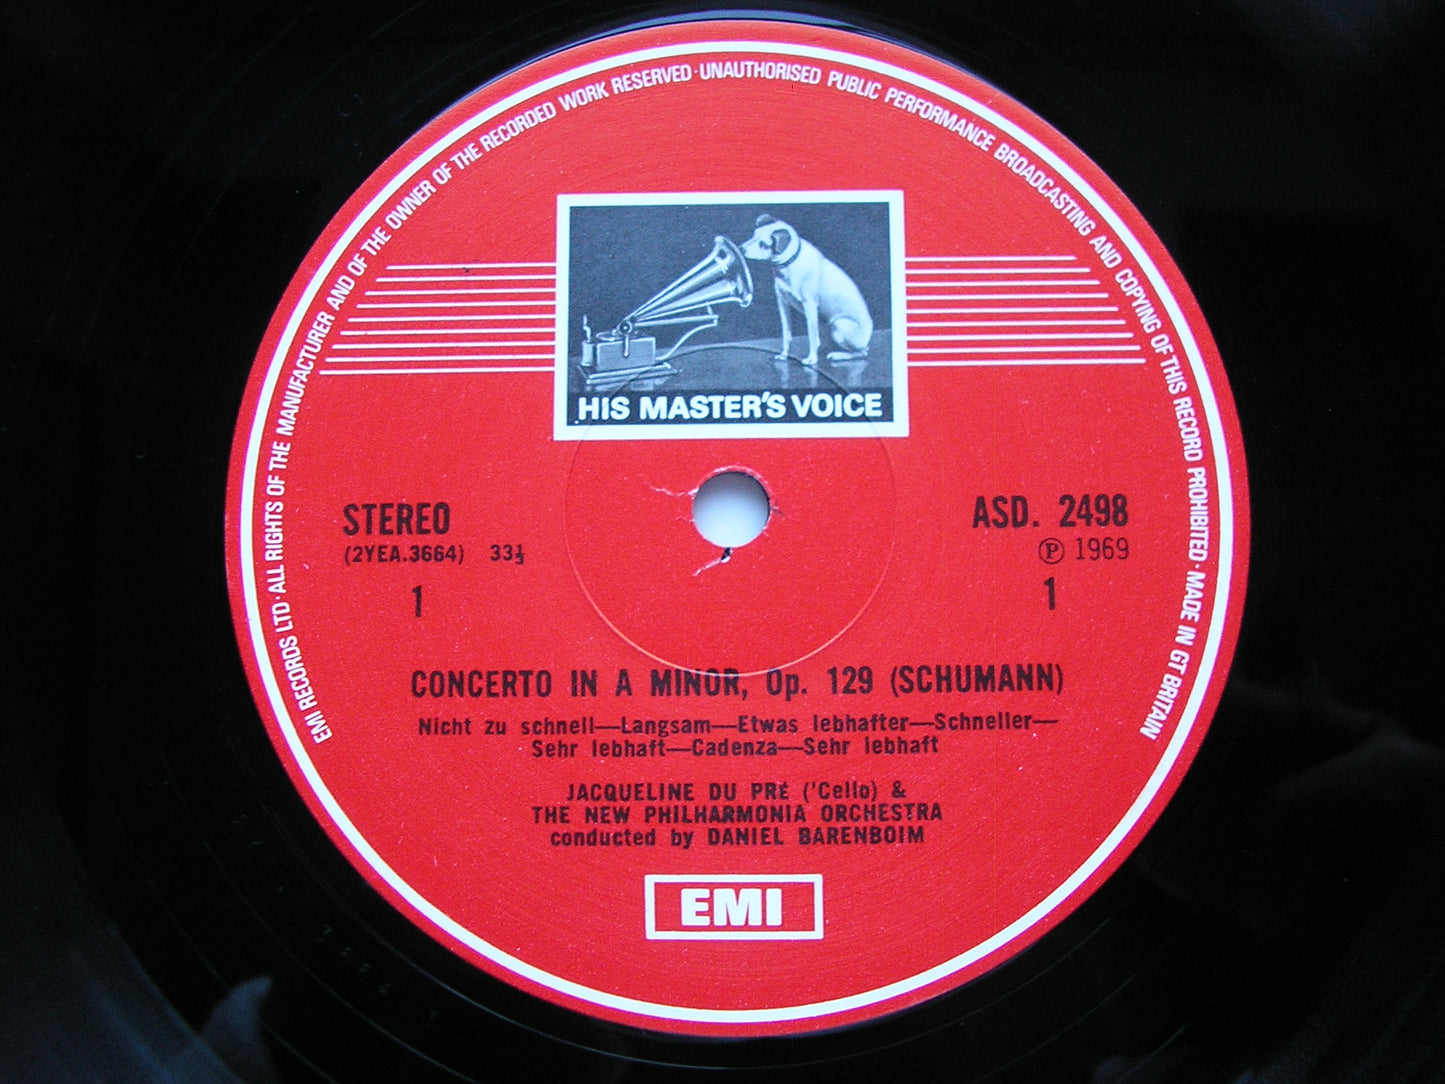 EMI RECORDS LTD·ALL RIGHTS OF THE MANUFACTURER AND OF THE OWNER OF THE RECORDED WORK RESERVED·UNAUTHORISED PUBLIC PERFORMANCE BROADCASTING AND COPYING OF THIS RECORD PROHIBITED·MADE IN GT BRITAIN
HIS MASTER'S VOICE
STEREO
(2YEA.3664) 33⅓
1
ASD. 2498
Ⓟ 1969
1
CONCERTO IN A MINOR, Op. 129 (SCHUMANN)
Nicht zu schnell—Langsam—Etwas lebhafter—Schneller—
Sehr lebhaft—Cadenza—Sehr lebhaft
JACQUELINE DU PRÉ ('Cello) &
THE NEW PHILHARMONIA ORCHESTRA
conducted by DANIEL BARENBOIM
EMI